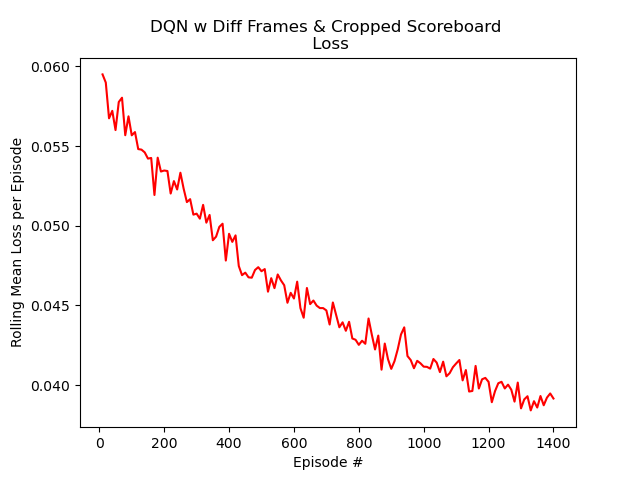 DQN w Diff Frames & Cropped Scoreboard
Loss
0.060
0.055
0.050
0.045
0.040
Rolling Mean Loss per Episode
0 200 400 600 800 1000 1200 1400
Episode #